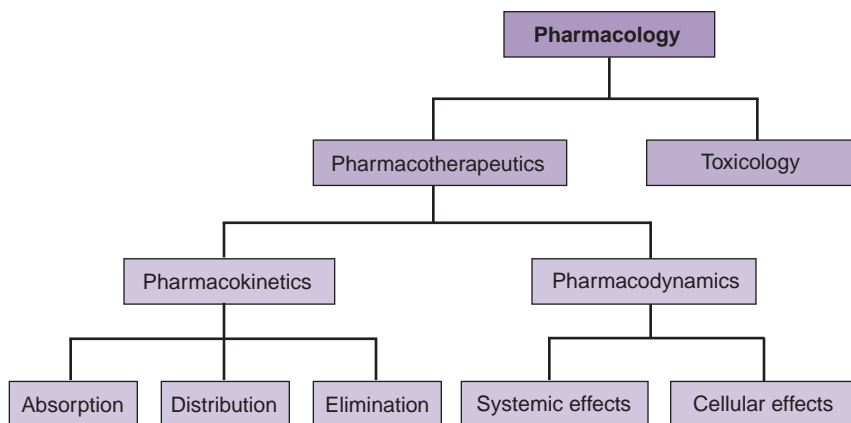 Pharmacology
Pharmacotherapeutics
Toxicology
Pharmacokinetics
Pharmacodynamics
Absorption
Distribution
Elimination
Systemic effects
Cellular effects